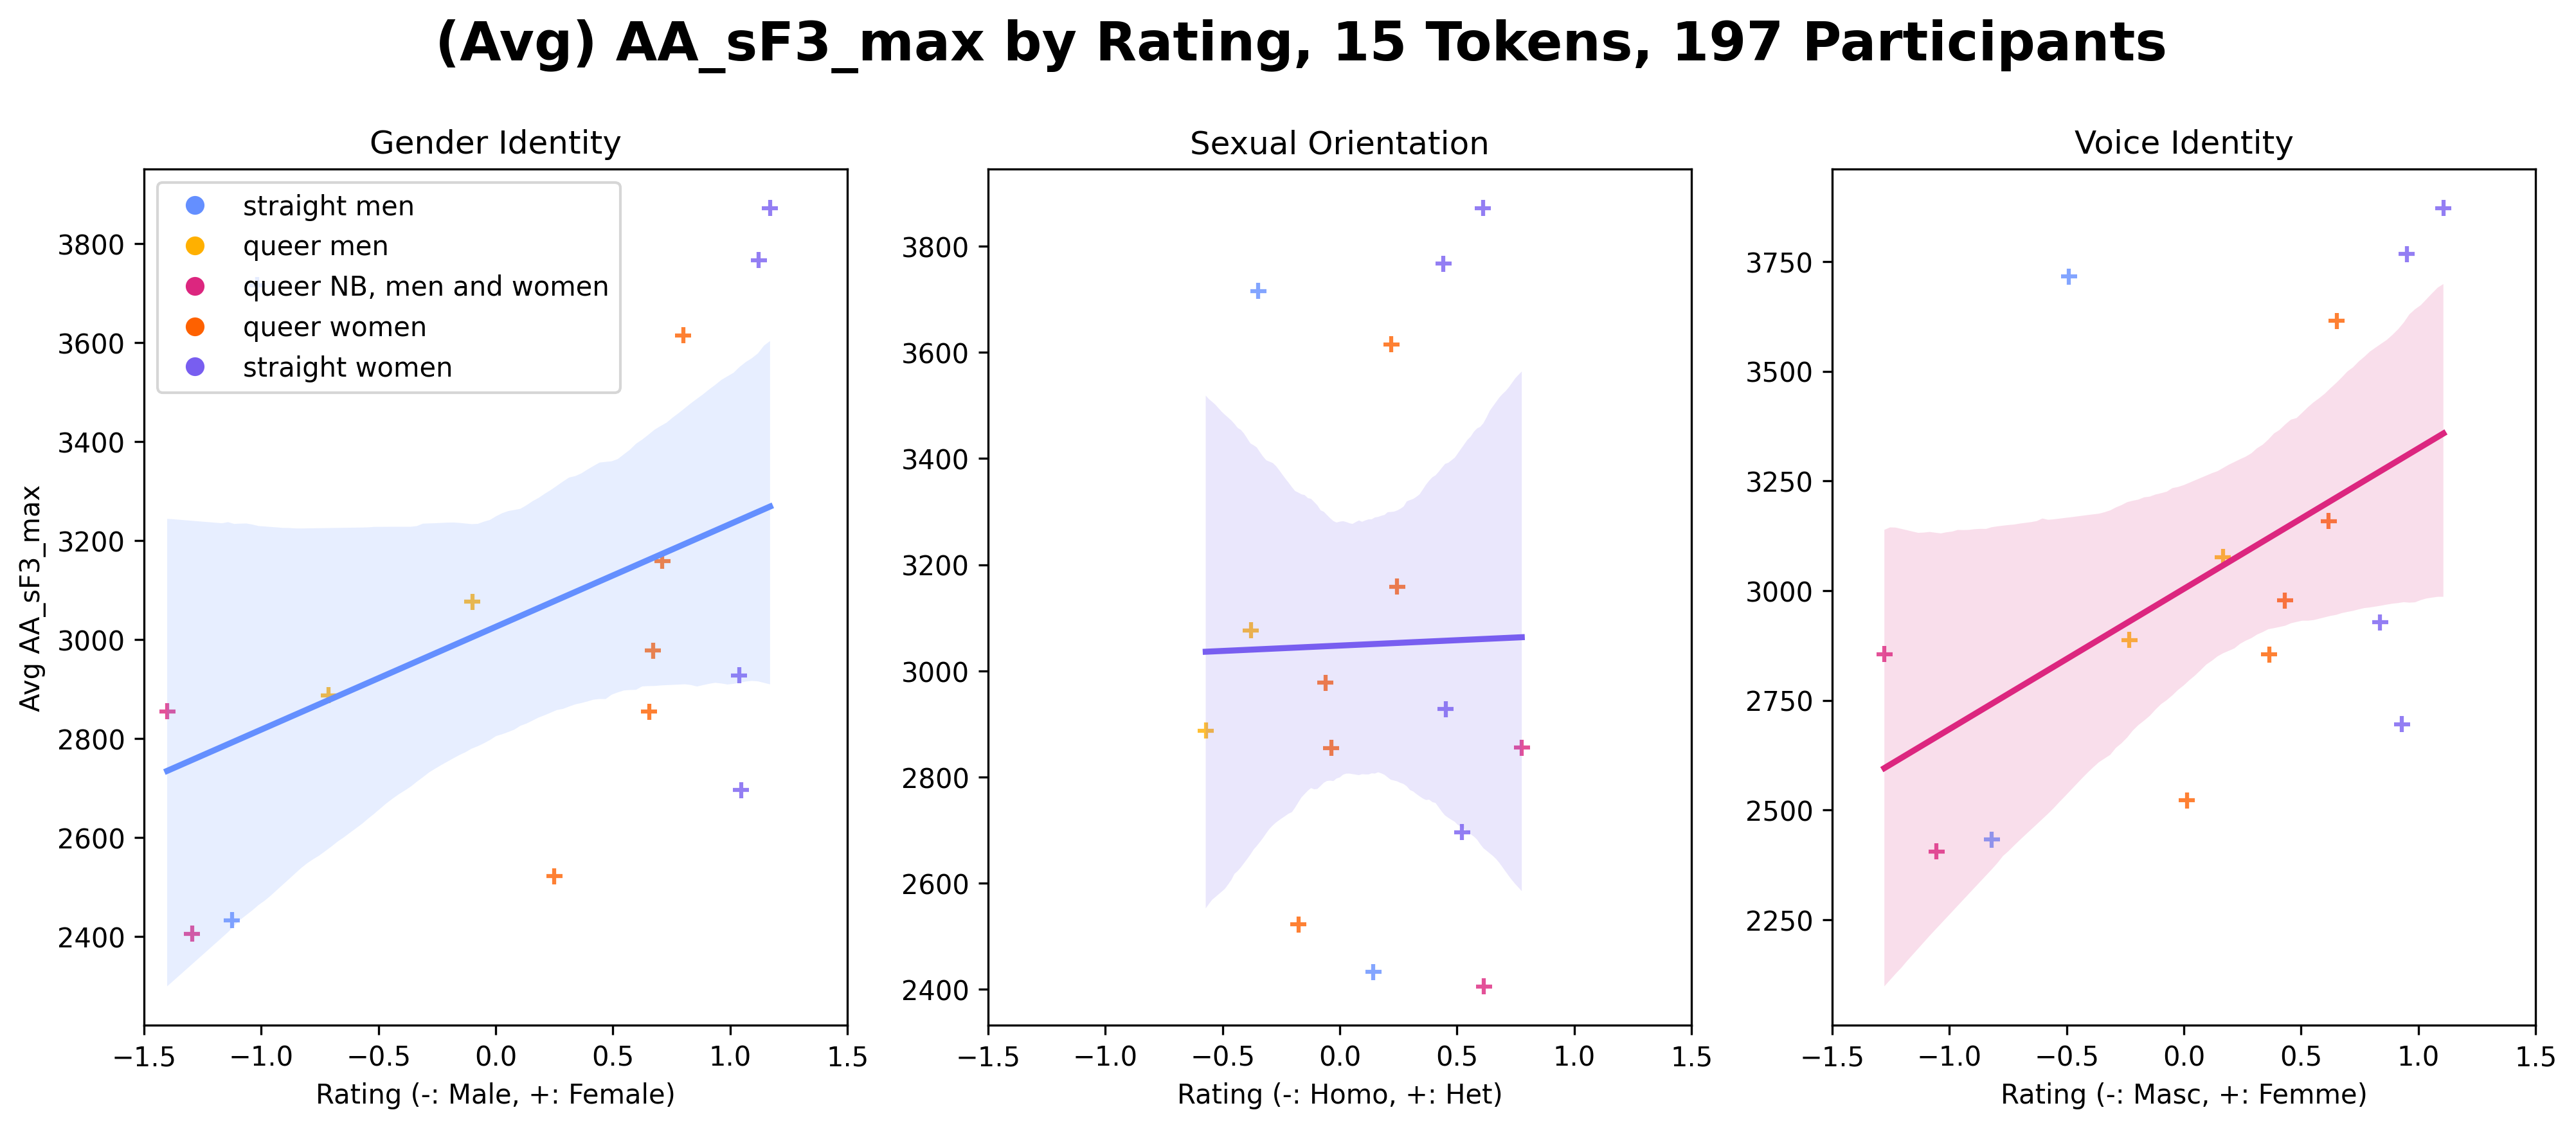 (Avg) AA_sF3_max by Rating, 15 Tokens, 197 Participants
Gender Identity
straight men
queer men
queer NB, men and women
queer women
straight women
3800
3600
3400
3200
3000
2800
2600
2400
Avg AA_sF3_max
−1.5 −1.0 −0.5 0.0 0.5 1.0 1.5
Rating (-: Male, +: Female)
Sexual Orientation
3800
3600
3400
3200
3000
2800
2600
2400
−1.5 −1.0 −0.5 0.0 0.5 1.0 1.5
Rating (-: Homo, +: Het)
Voice Identity
3750
3500
3250
3000
2750
2500
2250
−1.5 −1.0 −0.5 0.0 0.5 1.0 1.5
Rating (-: Masc, +: Femme)